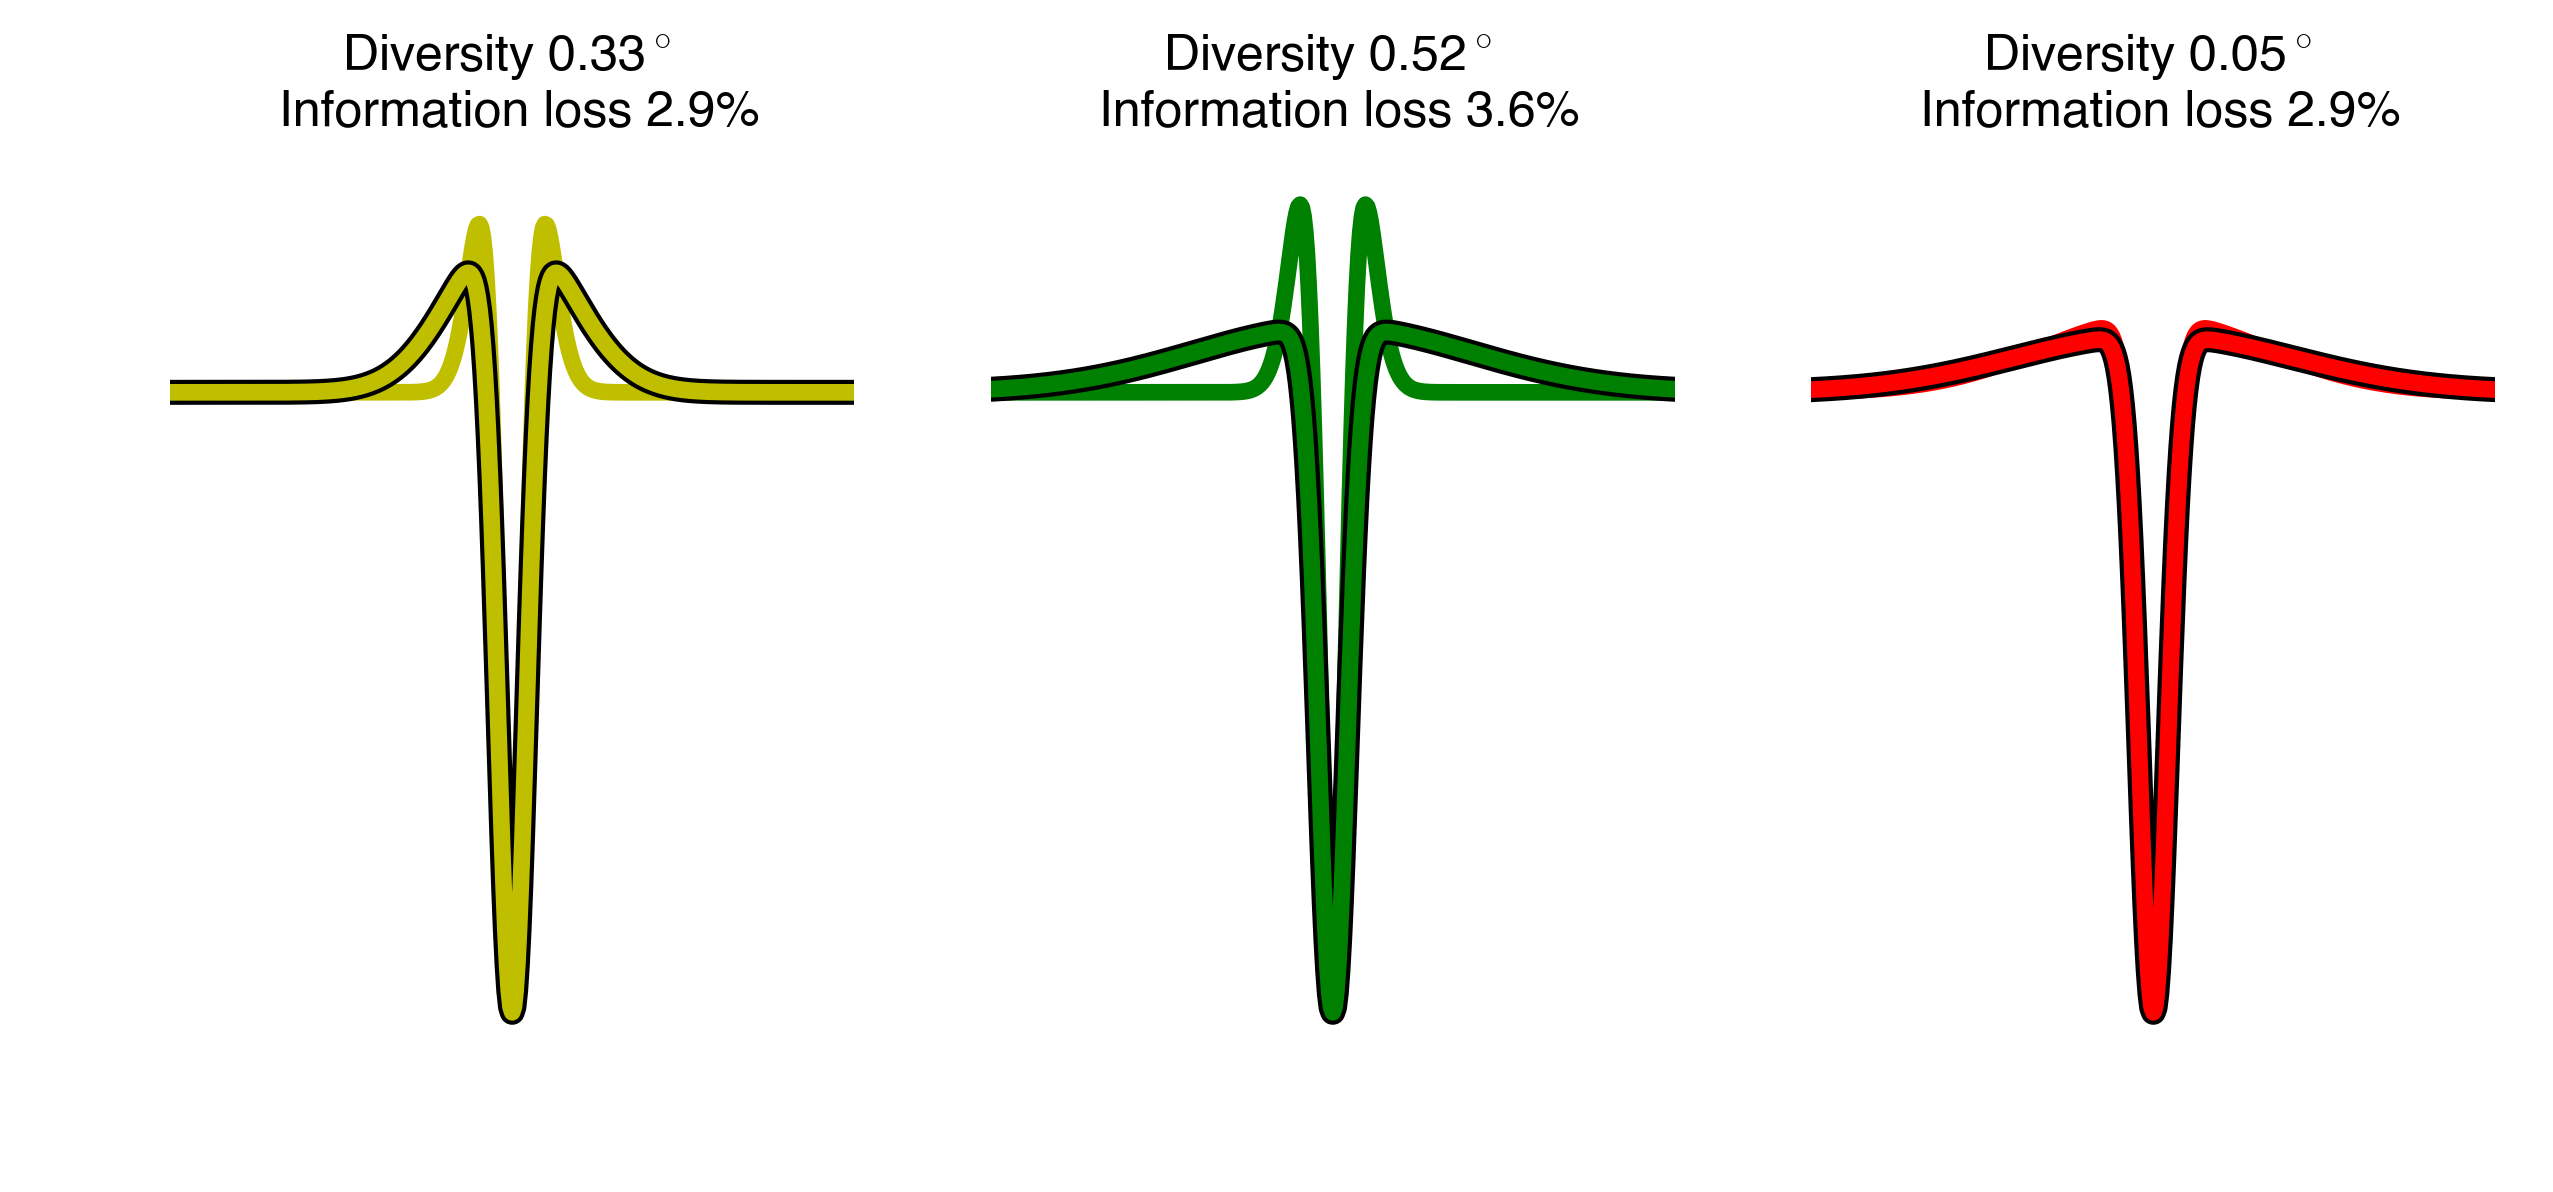 Diversity 0.33°
Information loss 2.9%
Diversity 0.52°
Information loss 3.6%
Diversity 0.05°
Information loss 2.9%